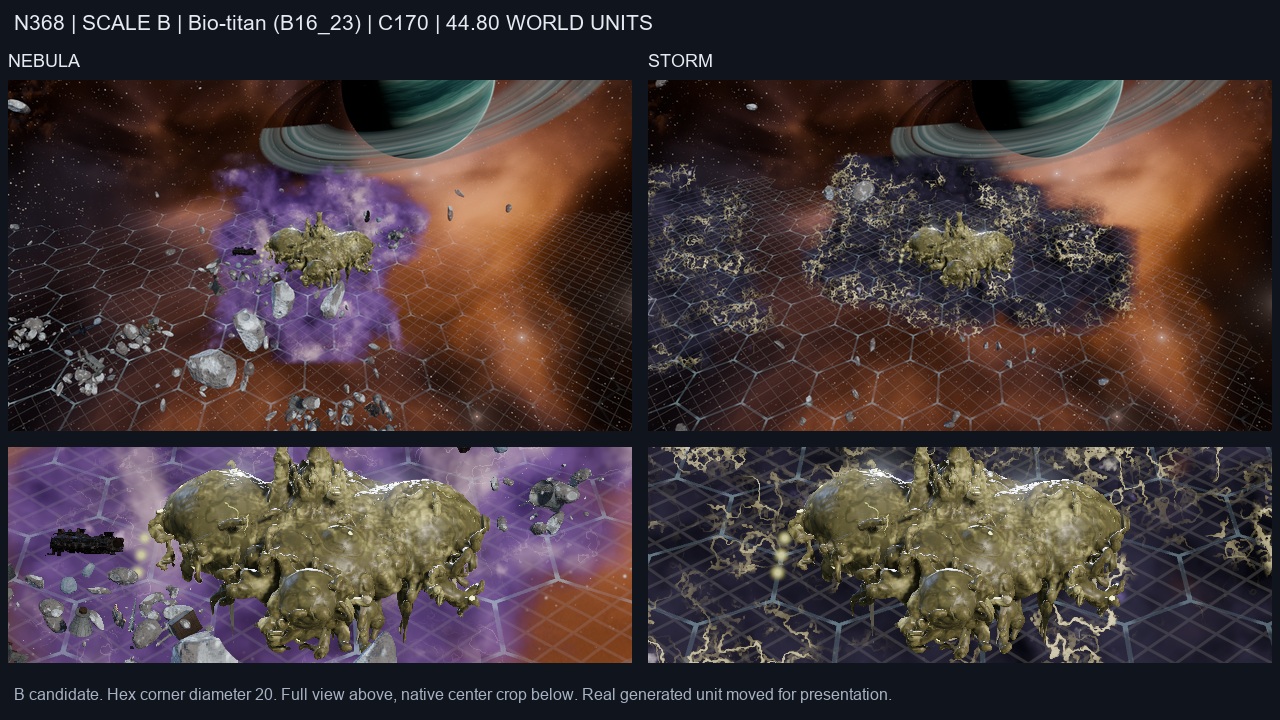 N368 | SCALE B | Bio-titan (B16_23) | C170 | 44.80 WORLD UNITS
NEBULA
STORM
B candidate. Hex corner diameter 20. Full view above, native center crop below. Real generated unit moved for presentation.